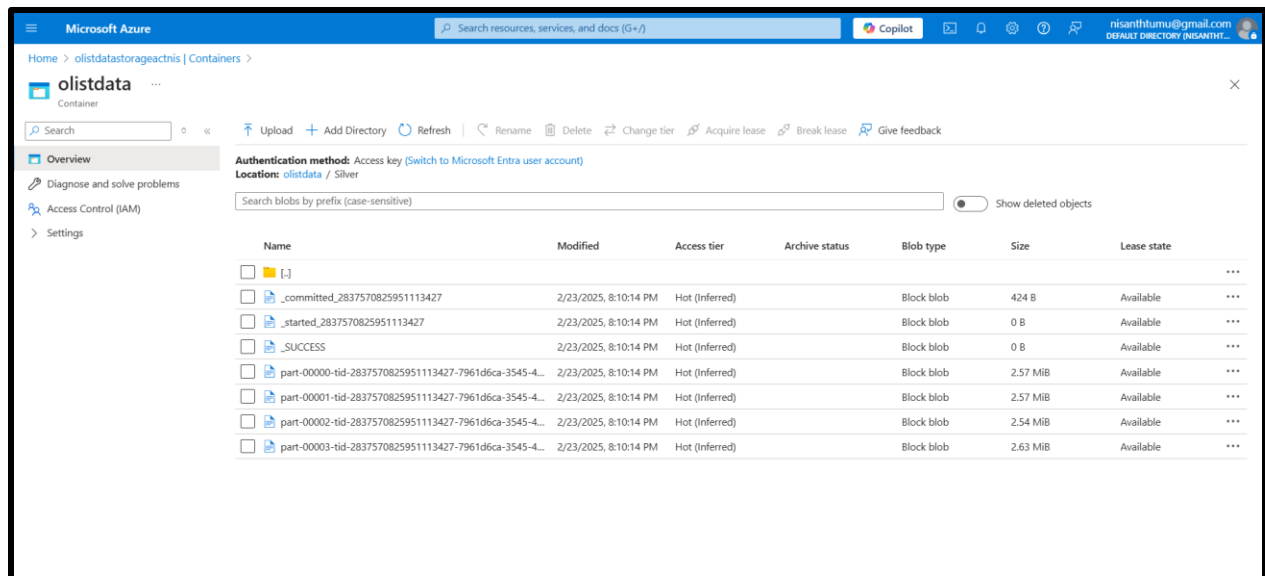 Microsoft Azure
Search resources, services, and docs (G+/)
Copilot
nisanthtumu@gmail.com
DEFAULT DIRECTORY (NISANTHT...
Home > olistdatastorageactnis | Containers >
olistdata ...
Container
Search
Upload Add Directory Refresh Rename Delete Change tier Acquire lease Break lease Give feedback
Overview
Diagnose and solve problems
Access Control (IAM)
Settings
Authentication method: Access key (Switch to Microsoft Entra user account)
Location: olistdata / Silver
Search blobs by prefix (case-sensitive)
Show deleted objects
Name Modified Access tier Archive status Blob type Size Lease state
[..]
_committed_2837570825951113427 2/23/2025, 8:10:14 PM Hot (Inferred) Block blob 424 B Available
_started_2837570825951113427 2/23/2025, 8:10:14 PM Hot (Inferred) Block blob 0 B Available
_SUCCESS 2/23/2025, 8:10:14 PM Hot (Inferred) Block blob 0 B Available
part-00000-tid-2837570825951113427-7961d6ca-3545-4... 2/23/2025, 8:10:14 PM Hot (Inferred) Block blob 2.57 MiB Available
part-00001-tid-2837570825951113427-7961d6ca-3545-4... 2/23/2025, 8:10:14 PM Hot (Inferred) Block blob 2.57 MiB Available
part-00002-tid-2837570825951113427-7961d6ca-3545-4... 2/23/2025, 8:10:14 PM Hot (Inferred) Block blob 2.54 MiB Available
part-00003-tid-2837570825951113427-7961d6ca-3545-4... 2/23/2025, 8:10:14 PM Hot (Inferred) Block blob 2.63 MiB Available